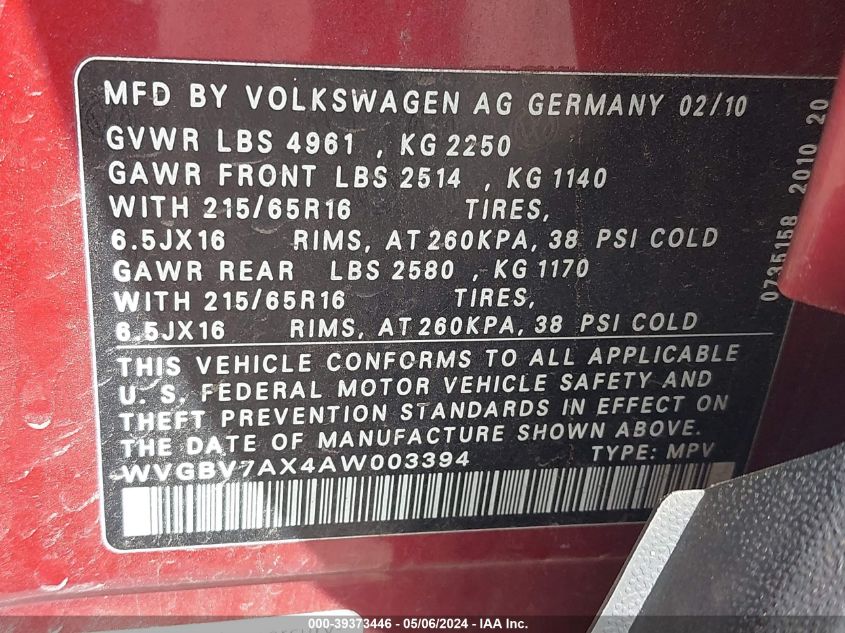 MFD BY VOLKSWAGEN AG GERMANY 02/10
GVWR LBS 4961 , KG 2250
GAWR FRONT LBS 2514 , KG 1140
WITH 215/65R16 TIRES,
6.5JX16 RIMS, AT 260KPA, 38 PSI COLD
GAWR REAR LBS 2580 , KG 1170
WITH 215/65R16 TIRES,
6.5JX16 RIMS, AT 260KPA, 38 PSI COLD
THIS VEHICLE CONFORMS TO ALL APPLICABLE
U. S. FEDERAL MOTOR VEHICLE SAFETY AND
THEFT PREVENTION STANDARDS IN EFFECT ON
THE DATE OF MANUFACTURE SHOWN ABOVE.
WVGBV7AX4AW003394 TYPE: MPV
0735158 2010 20
000-39373446 - 05/06/2024 - IAA Inc.